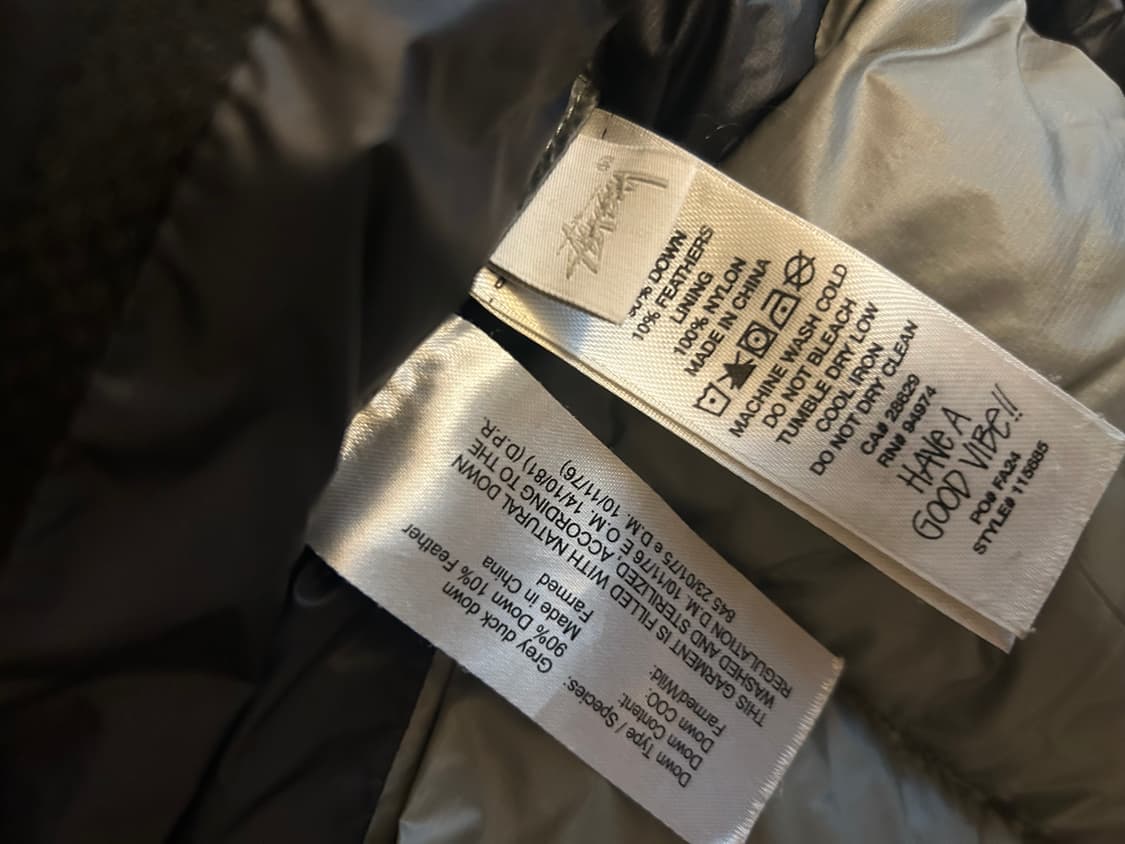 Stüssy
90% DOWN
10% FEATHERS
LINING
100% NYLON
MADE IN CHINA
MACHINE WASH COLD
DO NOT BLEACH
TUMBLE DRY LOW
COOL IRON
DO NOT DRY CLEAN
CA# 28829
RN# 94974
HAVE A
GOOD VIBE!!
PO# FA24
STYLE# 115685
Down Type / Species: Grey duck down
Down Content: 90% Down 10% Feather
Down COO: Made in China
Farmed/Wild: Farmed
THIS GARMENT IS FILLED WITH NATURAL DOWN
WASHED AND STERILIZED, ACCORDING TO THE
REGULATION D.M. 10/11/76 E O.M. 14/10/81 (D.P.R.
845 23/01/75 e D.M. 10/11/76)